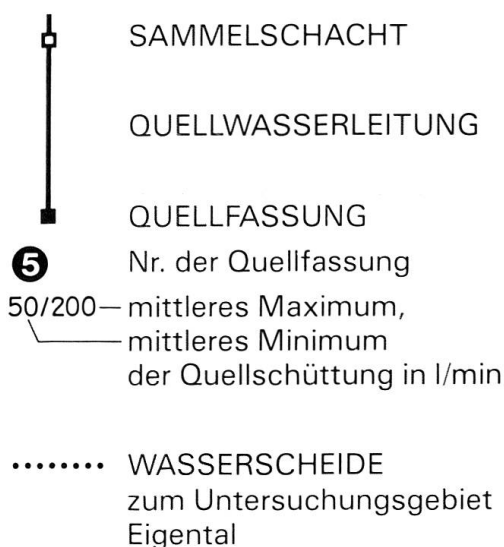 SAMMELSCHACHT
QUELLWASSERLEITUNG
QUELLFASSUNG
5 Nr. der Quellfassung
50/200 mittleres Maximum,
mittleres Minimum
der Quellschüttung in l/min
WASSERSCHEIDE
zum Untersuchungsgebiet
Eigental